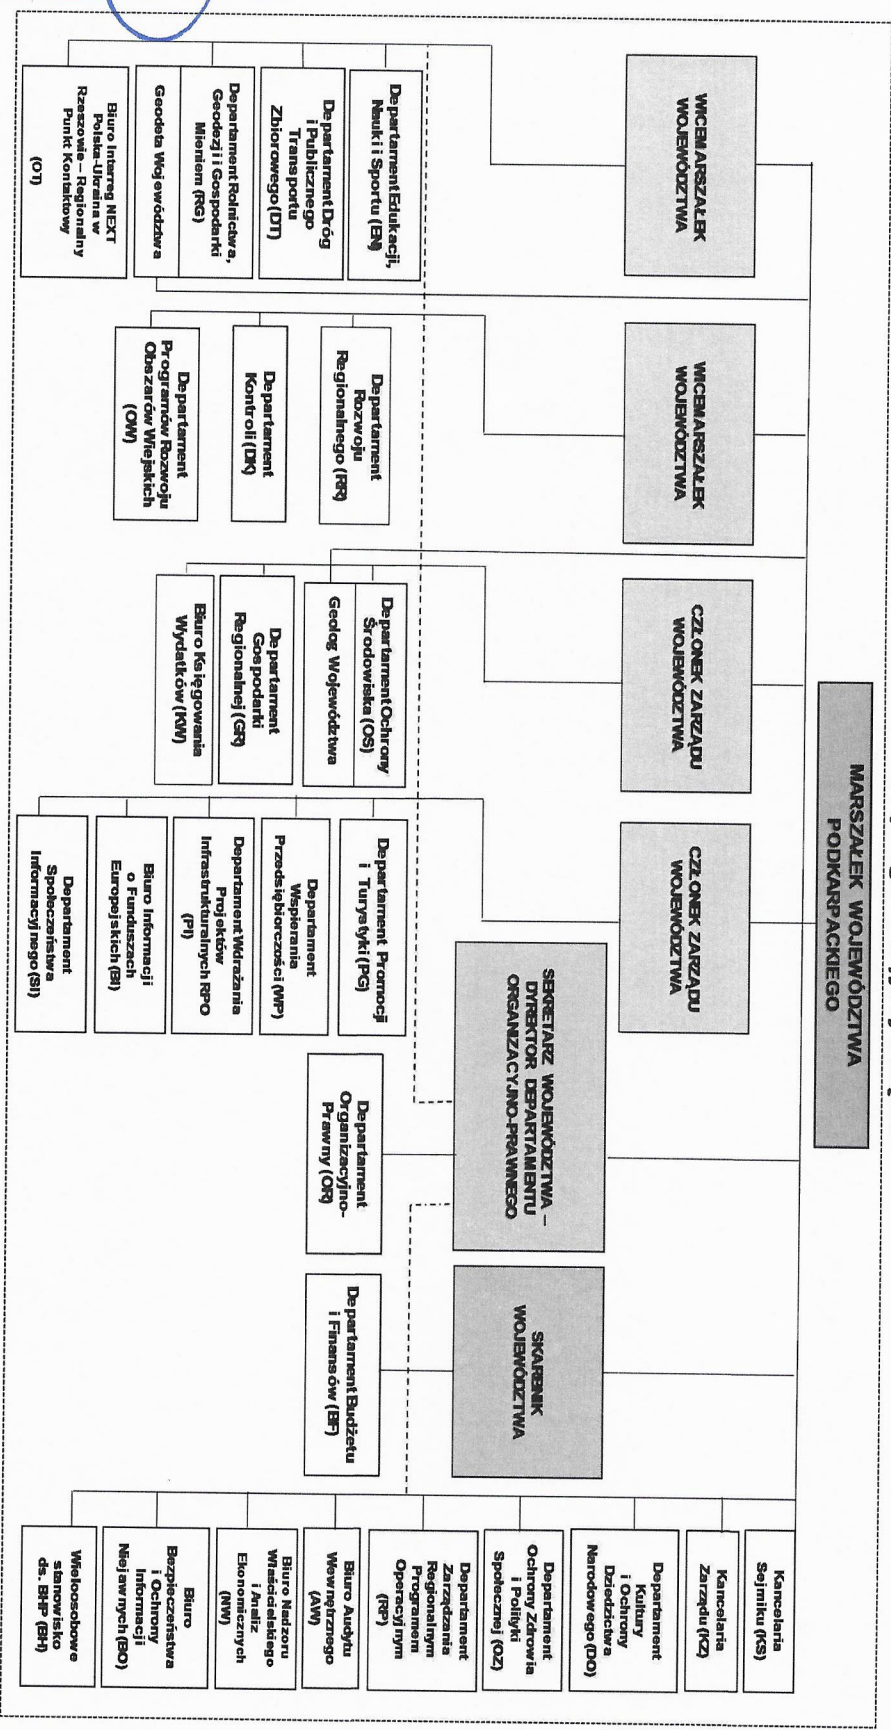 MARSZAŁEK WOJEWÓDZTWA
PODKARPACKIEGO
WICEMARSZAŁEK
WOJEWÓDZTWA
WICEMARSZAŁEK
WOJEWÓDZTWA
CZŁONEK ZARZĄDU
WOJEWÓDZTWA
CZŁONEK ZARZĄDU
WOJEWÓDZTWA
SEKRETARZ WOJEWÓDZTWA –
DYREKTOR DEPARTAMENTU
ORGANIZACYJNO-PRAWNEGO
SKARBNIK
WOJEWÓDZTWA
Departament Edukacji,
Nauki i Sportu (EN)
Departament Dróg
i Publicznego
Transportu
Zbiorowego (DT)
Departament Rolnictwa,
Geodezji i Gospodarki
Mieniem (RG)
Geodeta Województwa
Biuro Interreg NEXT
Polska-Ukraina w
Rzeszowie – Regionalny
Punkt Kontaktowy
(OT)
Departament
Rozwoju
Regionalnego (RR)
Departament
Kontroli (DK)
Departament
Programów Rozwoju
Obszarów Wiejskich
(OW)
Departament Ochrony
Środowiska (OS)
Geolog Województwa
Departament
Gospodarki
Regionalnej (GR)
Biuro Księgowania
Wydatków (KW)
Departament Promocji
i Turystyki (PG)
Departament
Wspierania
Przedsiębiorczości (WP)
Departament Wdrażania
Projektów
Infrastrukturalnych RPO
(PI)
Biuro Informacji
o Funduszach
Europejskich (BI)
Departament
Społeczeństwa
Informacyjnego (SI)
Departament
Organizacyjno-
Prawny (OR)
Departament Budżetu
i Finansów (BF)
Kancelaria
Sejmiku (KS)
Kancelaria
Zarządu (KZ)
Departament
Kultury
i Ochrony
Dziedzictwa
Narodowego (DO)
Departament
Ochrony Zdrowia
i Polityki
Społecznej (OZ)
Departament
Zarządzania
Regionalnym
Programem
Operacyjnym
(RP)
Biuro Audytu
Wewnętrznego
(AW)
Biuro Nadzoru
Właścicielskiego
i Analiz
Ekonomicznych
(NW)
Biuro
Bezpieczeństwa
i Ochrony
Informacji
Niejawnych (BO)
Wieloosobowe
stanowisko
ds. BHP (BH)